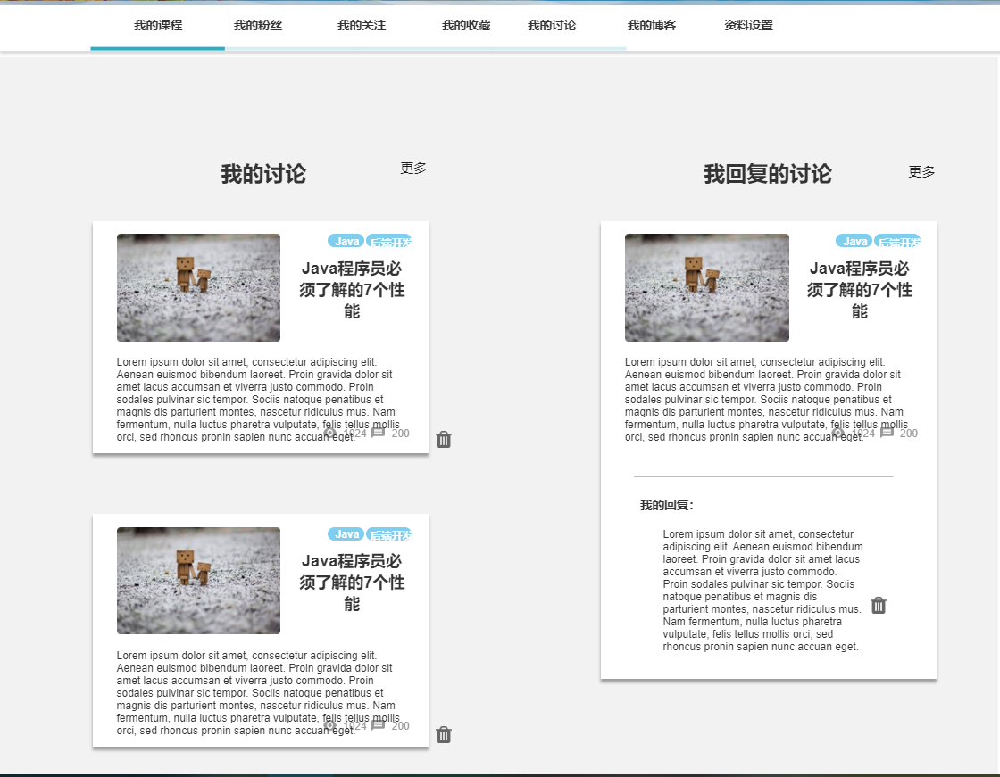 我的课程 我的粉丝 我的关注 我的收藏 我的讨论 我的博客 资料设置
我的讨论 更多
Java 后端开发
Java程序员必
须了解的7个性
能
Lorem ipsum dolor sit amet, consectetur adipiscing elit.
Aenean euismod bibendum laoreet. Proin gravida dolor sit
amet lacus accumsan et viverra justo commodo. Proin
sodales pulvinar sic tempor. Sociis natoque penatibus et
magnis dis parturient montes, nascetur ridiculus mus. Nam
fermentum, nulla luctus pharetra vulputate, felis tellus mollis
orci, sed rhoncus pronin sapien nunc accuan eget.
1024 200
Java 后端开发
Java程序员必
须了解的7个性
能
Lorem ipsum dolor sit amet, consectetur adipiscing elit.
Aenean euismod bibendum laoreet. Proin gravida dolor sit
amet lacus accumsan et viverra justo commodo. Proin
sodales pulvinar sic tempor. Sociis natoque penatibus et
magnis dis parturient montes, nascetur ridiculus mus. Nam
fermentum, nulla luctus pharetra vulputate, felis tellus mollis
orci, sed rhoncus pronin sapien nunc accuan eget.
1024 200
我回复的讨论 更多
Java 后端开发
Java程序员必
须了解的7个性
能
Lorem ipsum dolor sit amet, consectetur adipiscing elit.
Aenean euismod bibendum laoreet. Proin gravida dolor sit
amet lacus accumsan et viverra justo commodo. Proin
sodales pulvinar sic tempor. Sociis natoque penatibus et
magnis dis parturient montes, nascetur ridiculus mus. Nam
fermentum, nulla luctus pharetra vulputate, felis tellus mollis
orci, sed rhoncus pronin sapien nunc accuan eget.
1024 200
我的回复：
Lorem ipsum dolor sit amet, consectetur
adipiscing elit. Aenean euismod bibendum
laoreet. Proin gravida dolor sit amet lacus
accumsan et viverra justo commodo.
Proin sodales pulvinar sic tempor. Sociis
natoque penatibus et magnis dis
parturient montes, nascetur ridiculus mus.
Nam fermentum, nulla luctus pharetra
vulputate, felis tellus mollis orci, sed
rhoncus pronin sapien nunc accuan eget.